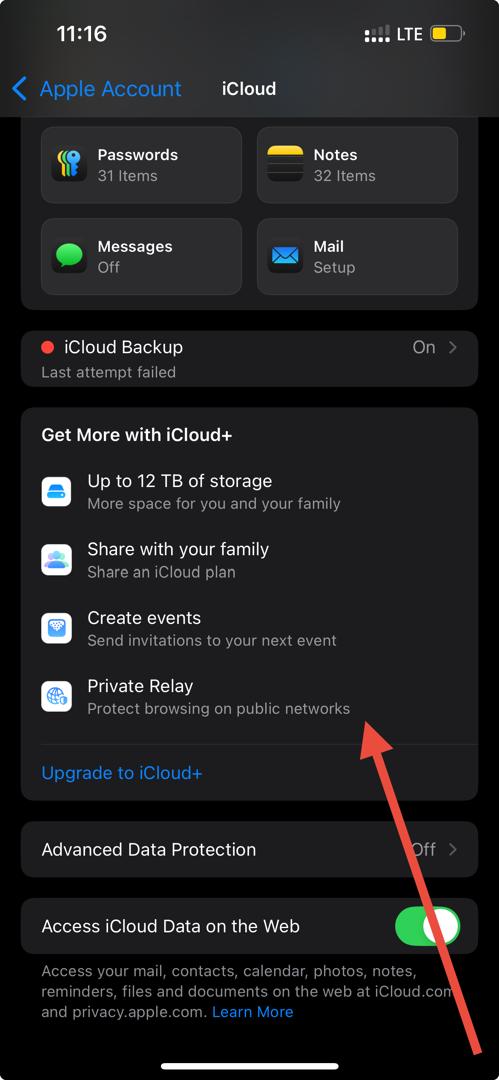 11:16
LTE
Apple Account
iCloud
Passwords
31 Items
Notes
32 Items
Messages
Off
Mail
Setup
iCloud Backup
On
Last attempt failed
Get More with iCloud+
Up to 12 TB of storage
More space for you and your family
Share with your family
Share an iCloud plan
Create events
Send invitations to your next event
Private Relay
Protect browsing on public networks
Upgrade to iCloud+
Advanced Data Protection
Off
Access iCloud Data on the Web
Access your mail, contacts, calendar, photos, notes,
reminders, files and documents on the web at iCloud.com
and privacy.apple.com. Learn More